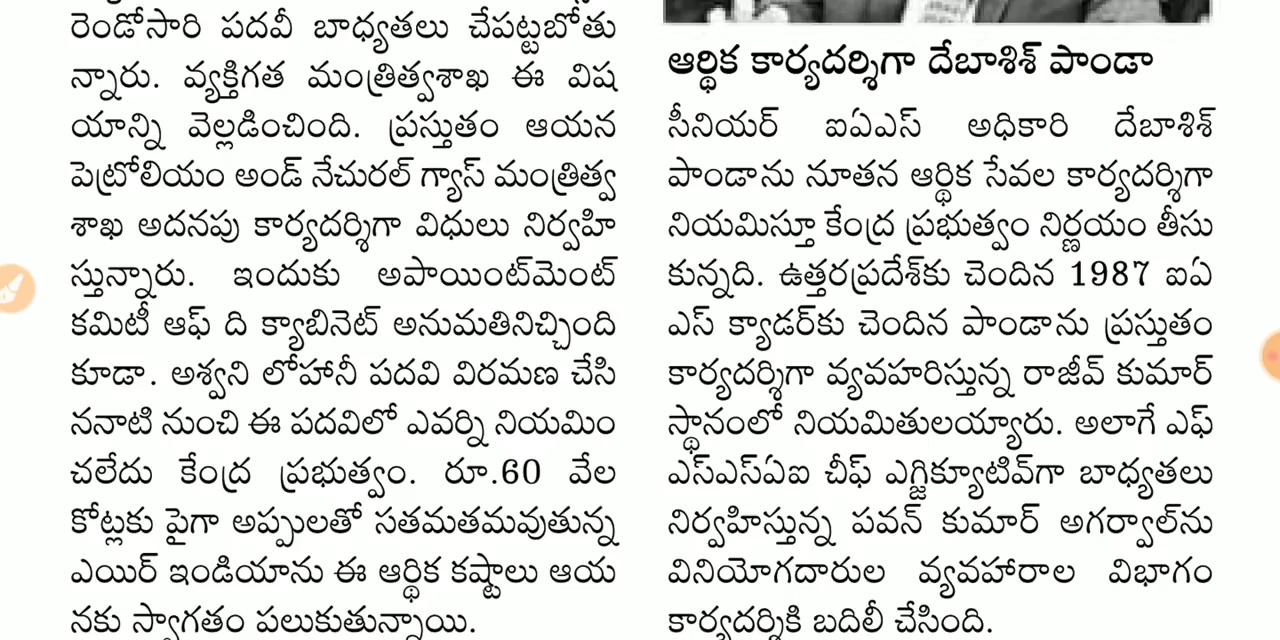 రెండోసారి పదవీ బాధ్యతలు చేపట్టబోతు
న్నారు. వ్యక్తిగత మంత్రిత్వశాఖ ఈ విష
యాన్ని వెల్లడించింది. ప్రస్తుతం ఆయన
పెట్రోలియం అండ్ నేచురల్ గ్యాస్ మంత్రిత్వ
శాఖ అదనపు కార్యదర్శిగా విధులు నిర్వహి
స్తున్నారు. ఇందుకు అపాయింట్‌మెంట్
కమిటీ ఆఫ్ ది క్యాబినెట్ అనుమతినిచ్చింది
కూడా. అశ్వని లోహానీ పదవి విరమణ చేసి
ననాటి నుంచి ఈ పదవిలో ఎవర్ని నియమిం
చలేదు కేంద్ర ప్రభుత్వం. రూ.60 వేల
కోట్లకు పైగా అప్పులతో సతమతమవుతున్న
ఎయిర్ ఇండియాను ఈ ఆర్థిక కష్టాలు ఆయ
నకు స్వాగతం పలుకుతున్నాయి.
ఆర్థిక కార్యదర్శిగా దేబాశిశ్ పాండా
సీనియర్ ఐఏఎస్ అధికారి దేబాశిశ్
పాండాను నూతన ఆర్థిక సేవల కార్యదర్శిగా
నియమిస్తూ కేంద్ర ప్రభుత్వం నిర్ణయం తీసు
కున్నది. ఉత్తరప్రదేశ్‌కు చెందిన 1987 ఐఏ
ఎస్ క్యాడర్‌కు చెందిన పాండాను ప్రస్తుతం
కార్యదర్శిగా వ్యవహరిస్తున్న రాజీవ్ కుమార్
స్థానంలో నియమితులయ్యారు. అలాగే ఎఫ్
ఎస్ఎస్ఏఐ చీఫ్ ఎగ్జిక్యూటివ్‌గా బాధ్యతలు
నిర్వహిస్తున్న పవన్ కుమార్ అగర్వాల్‌ను
వినియోగదారుల వ్యవహారాల విభాగం
కార్యదర్శికి బదిలీ చేసింది.